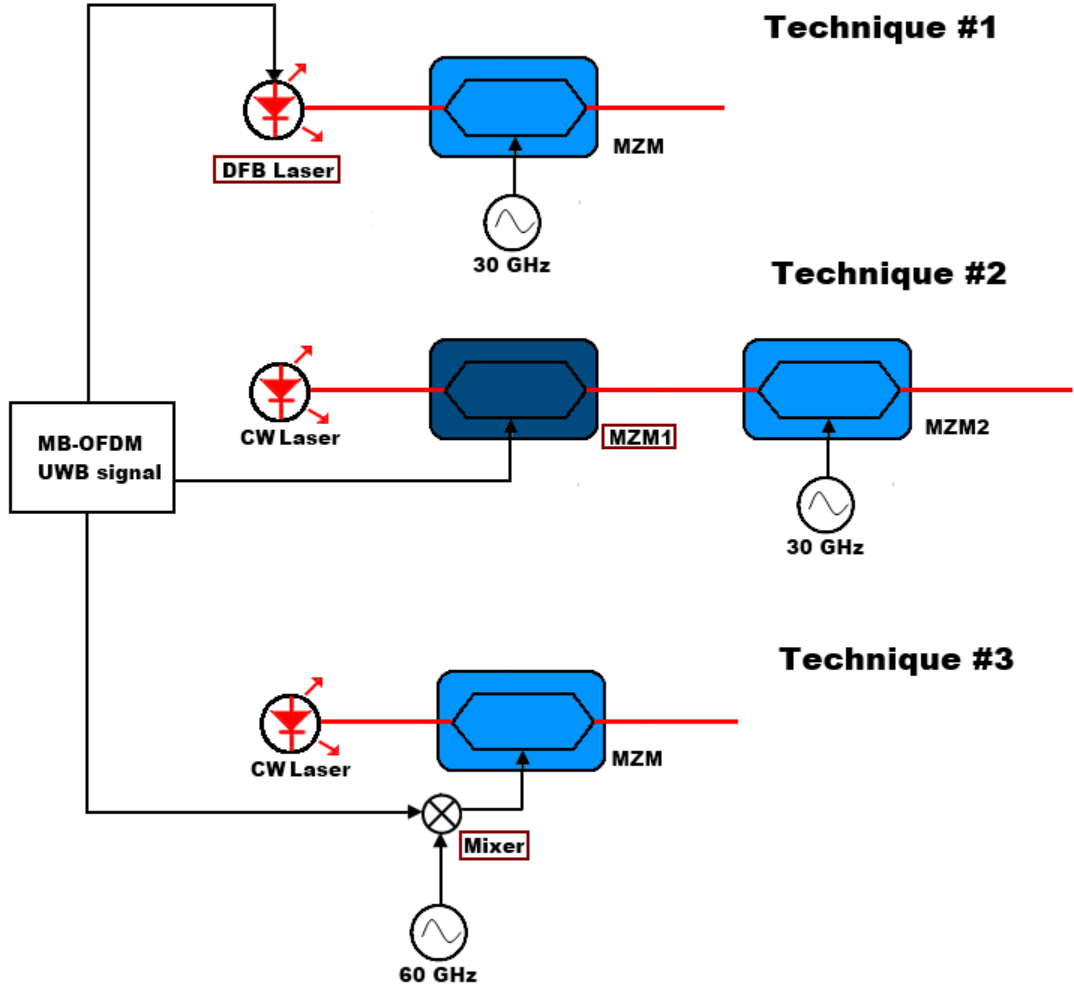 Technique #1
DFB Laser
MZM
30 GHz
Technique #2
CW Laser
MZM1
MZM2
30 GHz
MB-OFDM
UWB signal
Technique #3
CW Laser
MZM
Mixer
60 GHz